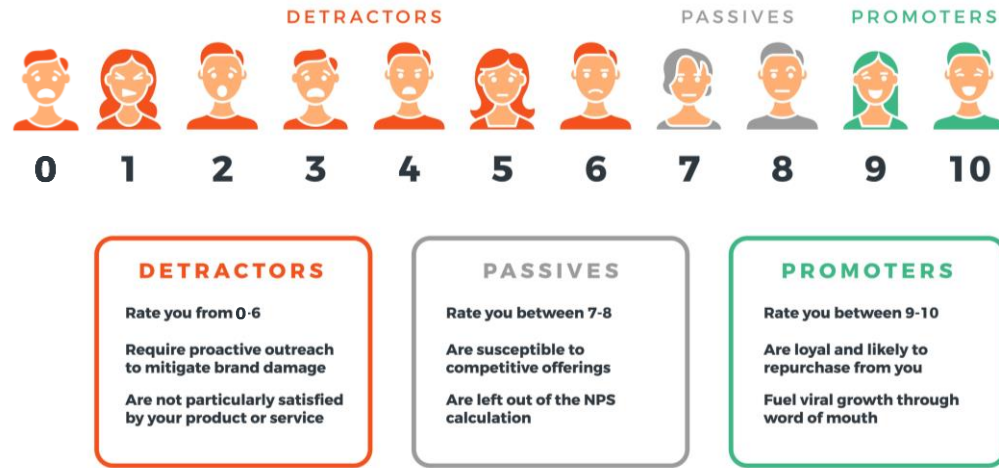 DETRACTORS PASSIVES PROMOTERS
0 1 2 3 4 5 6 7 8 9 10
DETRACTORS
Rate you from 0-6
Require proactive outreach
to mitigate brand damage
Are not particularly satisfied
by your product or service
PASSIVES
Rate you between 7-8
Are susceptible to
competitive offerings
Are left out of the NPS
calculation
PROMOTERS
Rate you between 9-10
Are loyal and likely to
repurchase from you
Fuel viral growth through
word of mouth